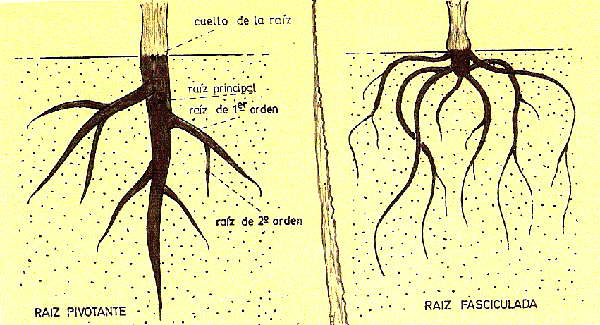 cuello de la raíz
raíz principal
raíz de 1er orden
raíz de 2º orden
RAIZ PIVOTANTE
RAIZ FASCICULADA